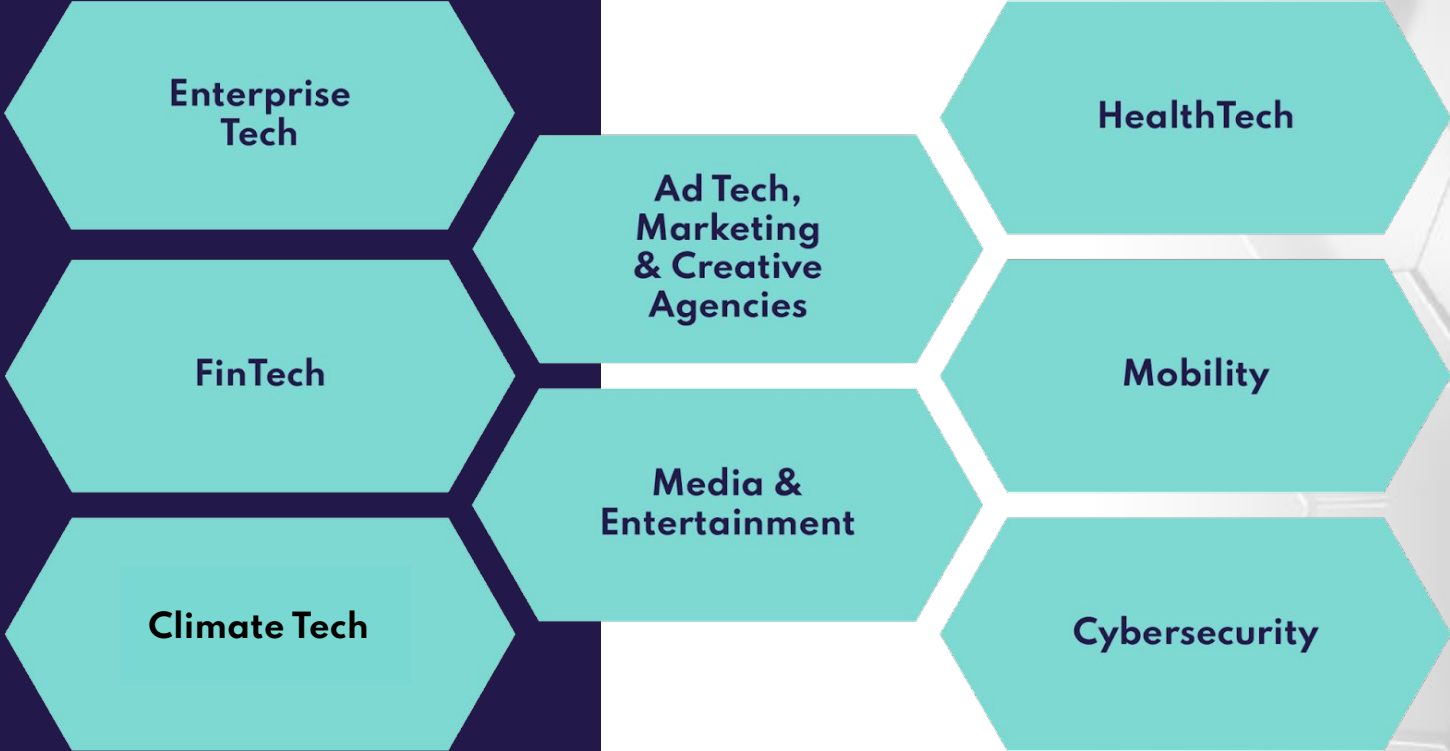 Enterprise
Tech
FinTech
Climate Tech
Ad Tech,
Marketing
& Creative
Agencies
Media &
Entertainment
HealthTech
Mobility
Cybersecurity